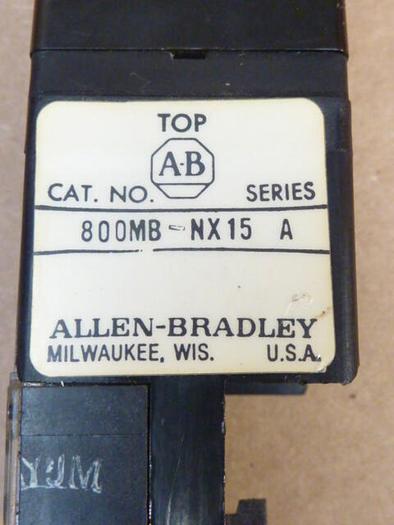 TOP
A-B
CAT. NO. SERIES
800MB-NX15 A
ALLEN-BRADLEY
MILWAUKEE, WIS. U.S.A.